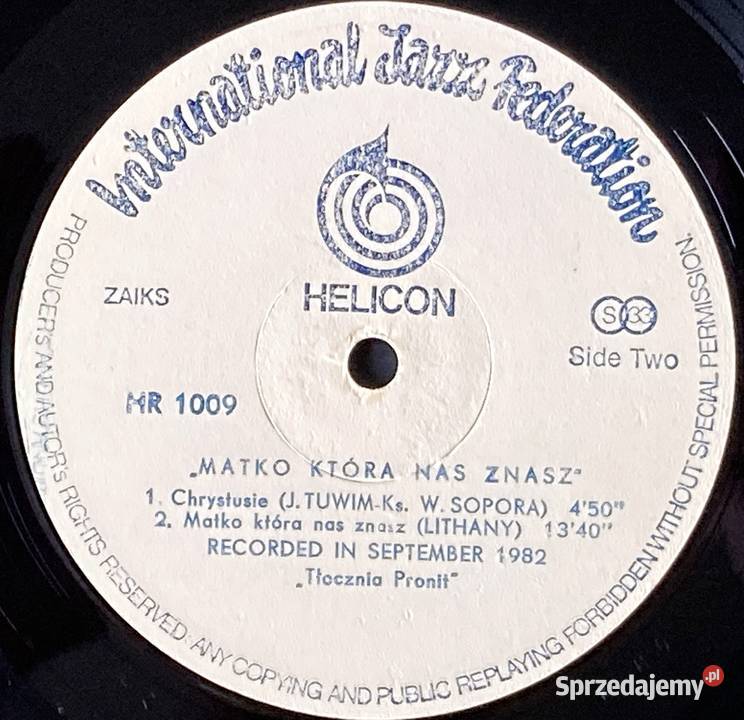 International Jazz Federation
HELICON
ZAIKS
S 33
Side Two
HR 1009
„MATKO KTÓRA NAS ZNASZ"
1. Chrystusie (J. TUWIM-Ks. W. SOPORA) 4'50"
2. Matko która nas znasz (LITHANY) 13'40"
RECORDED IN SEPTEMBER 1982
„Tłocznia Pronit"
PRODUCER'S AND AUTOR'S RIGHTS RESERVED. ANY COPYING AND PUBLIC REPLAYING FORBIDDEN WITHOUT SPECIAL PERMISSION.
Sprzedajemy.pl